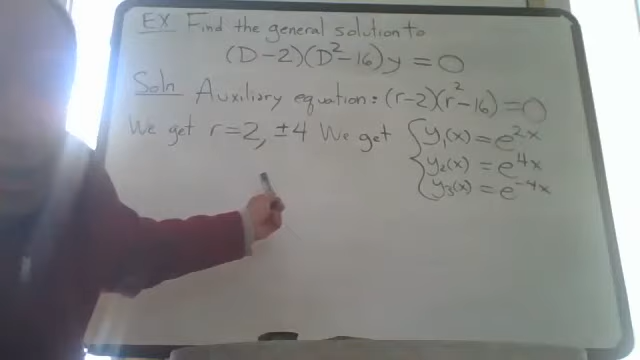 EX Find the general solution to
(D-2)(D²-16)y = 0
Soln Auxiliary equation: (r-2)(r²-16)=0
We get r=2, ±4 We get { y₁(x) = e^{2x}
y₂(x) = e^{4x}
y₃(x) = e^{-4x}